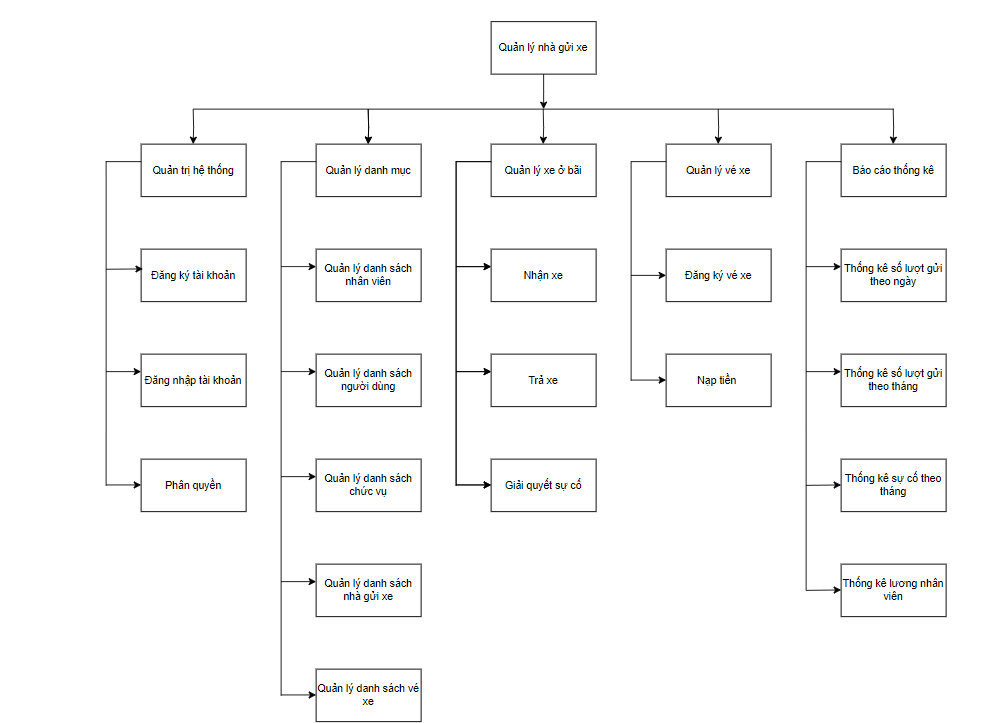 Quản lý nhà gửi xe
Quản trị hệ thống
Quản lý danh mục
Quản lý xe ở bãi
Quản lý vé xe
Báo cáo thống kê
Đăng ký tài khoản
Quản lý danh sách
nhân viên
Nhận xe
Đăng ký vé xe
Thống kê số lượt gửi
theo ngày
Đăng nhập tài khoản
Quản lý danh sách
người dùng
Trả xe
Nạp tiền
Thống kê số lượt gửi
theo tháng
Phân quyền
Quản lý danh sách
chức vụ
Giải quyết sự cố
Thống kê sự cố theo
tháng
Quản lý danh sách
nhà gửi xe
Thống kê lương nhân
viên
Quản lý danh sách vé
xe